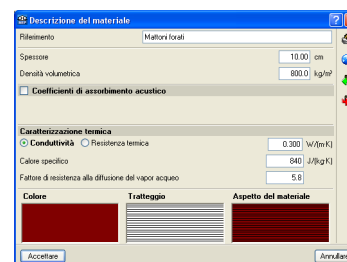 Descrizione del materiale
Riferimento Mattoni forati
Spessore 10.00 cm
Densità volumetrica 800.0 kg/m³
Coefficienti di assorbimento acustico
Caratterizzazione termica
Conduttività Resistenza termica 0.300 W/(m·K)
Calore specifico 840 J/(kg·K)
Fattore di resistenza alla diffusione del vapor acqueo 5.8
Colore Tratteggio Aspetto del materiale
Accettare Annullare